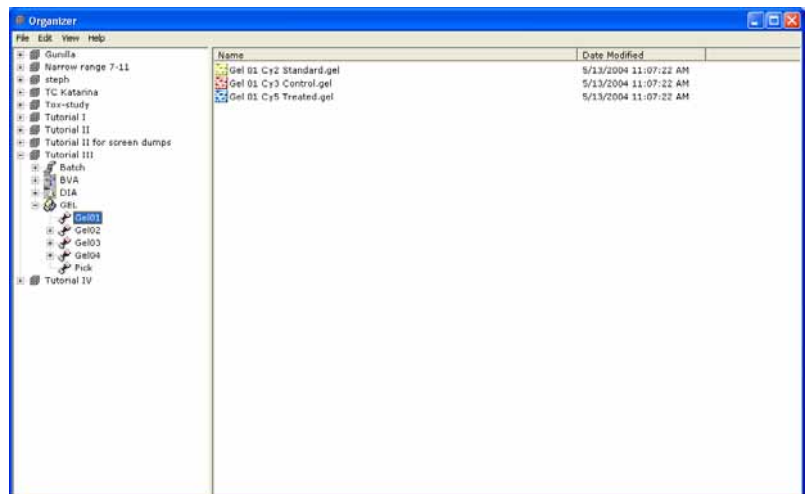 Organizer
File Edit View Help
Gunilla
Narrow range 7-11
steph
TC Katarina
Tox-study
Tutorial I
Tutorial II
Tutorial II for screen dumps
Tutorial III
Batch
BVA
DIA
GEL
Gel01
Gel02
Gel03
Gel04
Pick
Tutorial IV
Name Date Modified
Gel 01 Cy2 Standard.gel 5/13/2004 11:07:22 AM
Gel 01 Cy3 Control.gel 5/13/2004 11:07:22 AM
Gel 01 Cy5 Treated.gel 5/13/2004 11:07:22 AM